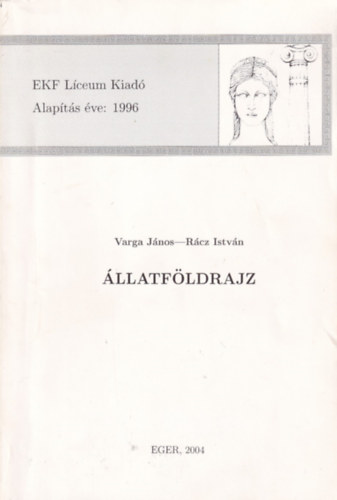 EKF Líceum Kiadó
Alapítás éve: 1996
Varga János—Rácz István
ÁLLATFÖLDRAJZ
EGER, 2004